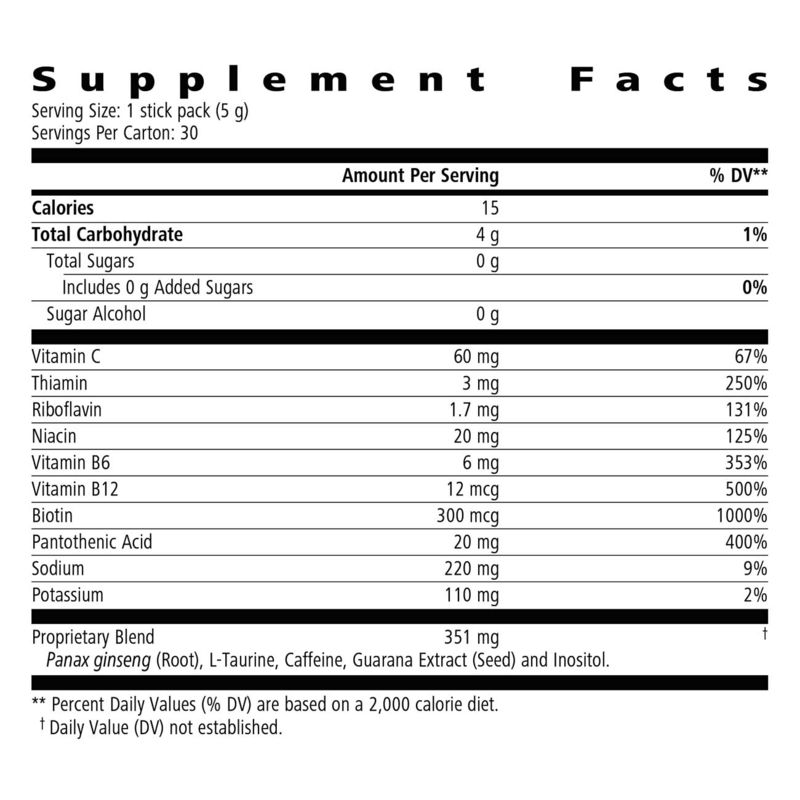 Supplement Facts
Serving Size: 1 stick pack (5 g)
Servings Per Carton: 30
Amount Per Serving % DV**
Calories 15
Total Carbohydrate 4 g 1%
Total Sugars 0 g
Includes 0 g Added Sugars 0%
Sugar Alcohol 0 g
Vitamin C 60 mg 67%
Thiamin 3 mg 250%
Riboflavin 1.7 mg 131%
Niacin 20 mg 125%
Vitamin B6 6 mg 353%
Vitamin B12 12 mcg 500%
Biotin 300 mcg 1000%
Pantothenic Acid 20 mg 400%
Sodium 220 mg 9%
Potassium 110 mg 2%
Proprietary Blend 351 mg †
Panax ginseng (Root), L-Taurine, Caffeine, Guarana Extract (Seed) and Inositol.
** Percent Daily Values (% DV) are based on a 2,000 calorie diet.
† Daily Value (DV) not established.